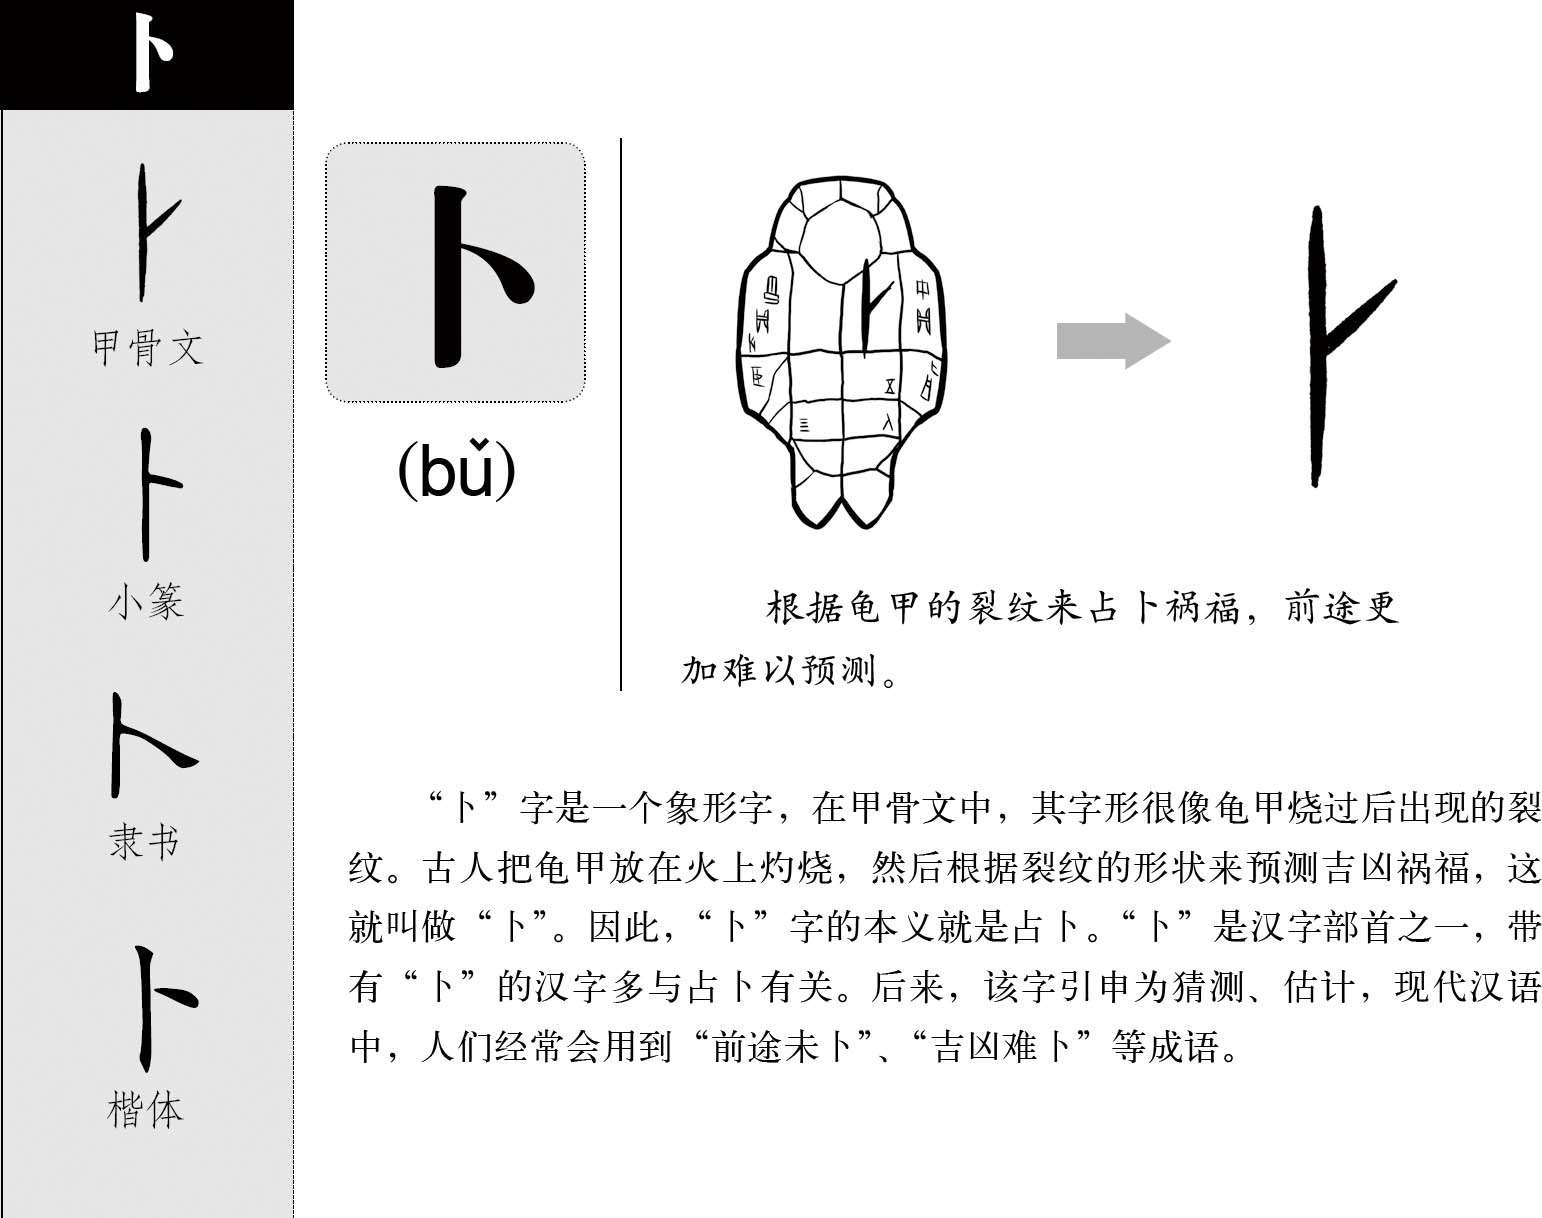 卜
卜
甲骨文
卜
小篆
卜
隶书
卜
楷体
卜
(bǔ)
根据龟甲的裂纹来占卜祸福，前途更
加难以预测。
“卜”字是一个象形字，在甲骨文中，其字形很像龟甲烧过后出现的裂
纹。古人把龟甲放在火上灼烧，然后根据裂纹的形状来预测吉凶祸福，这
就叫做“卜”。因此，“卜”字的本义就是占卜。“卜”是汉字部首之一，带
有“卜”的汉字多与占卜有关。后来，该字引申为猜测、估计，现代汉语
中，人们经常会用到“前途未卜”、“吉凶难卜”等成语。